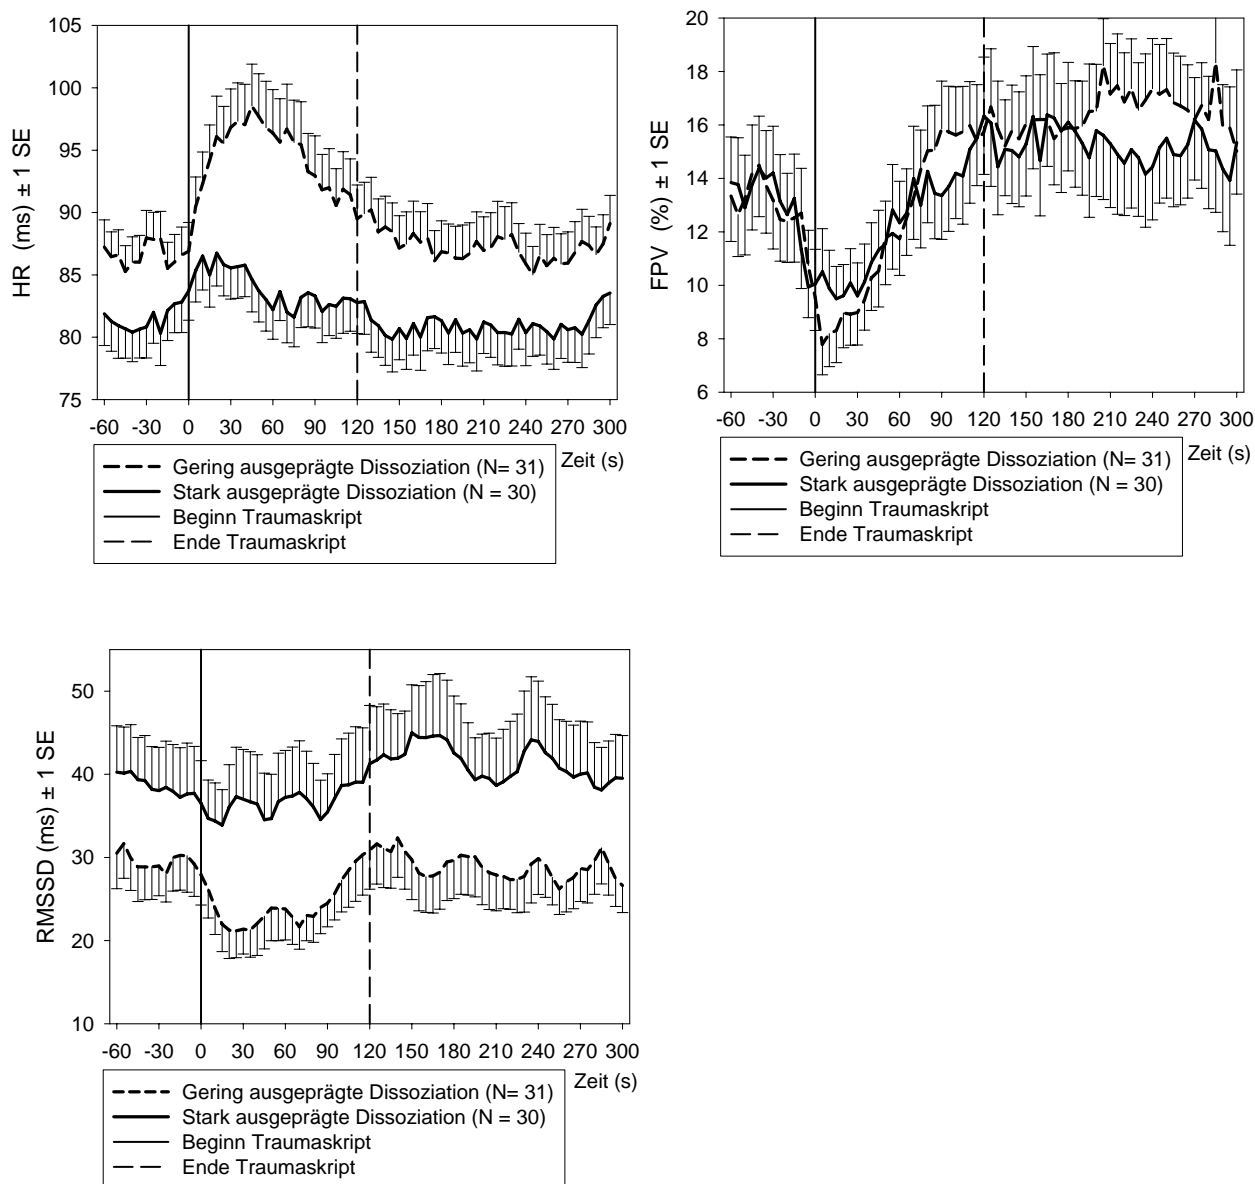 HR (ms) ± 1 SE
105
100
95
90
85
80
75
-60 -30 0 30 60 90 120 150 180 210 240 270 300
Zeit (s)
Gering ausgeprägte Dissoziation (N= 31)
Stark ausgeprägte Dissoziation (N = 30)
Beginn Traumaskript
Ende Traumaskript
FPV (%) ± 1 SE
20
18
16
14
12
10
8
6
-60 -30 0 30 60 90 120 150 180 210 240 270 300
Zeit (s)
Gering ausgeprägte Dissoziation (N= 31)
Stark ausgeprägte Dissoziation (N = 30)
Beginn Traumaskript
Ende Traumaskript
RMSSD (ms) ± 1 SE
50
40
30
20
10
-60 -30 0 30 60 90 120 150 180 210 240 270 300
Zeit (s)
Gering ausgeprägte Dissoziation (N= 31)
Stark ausgeprägte Dissoziation (N = 30)
Beginn Traumaskript
Ende Traumaskript